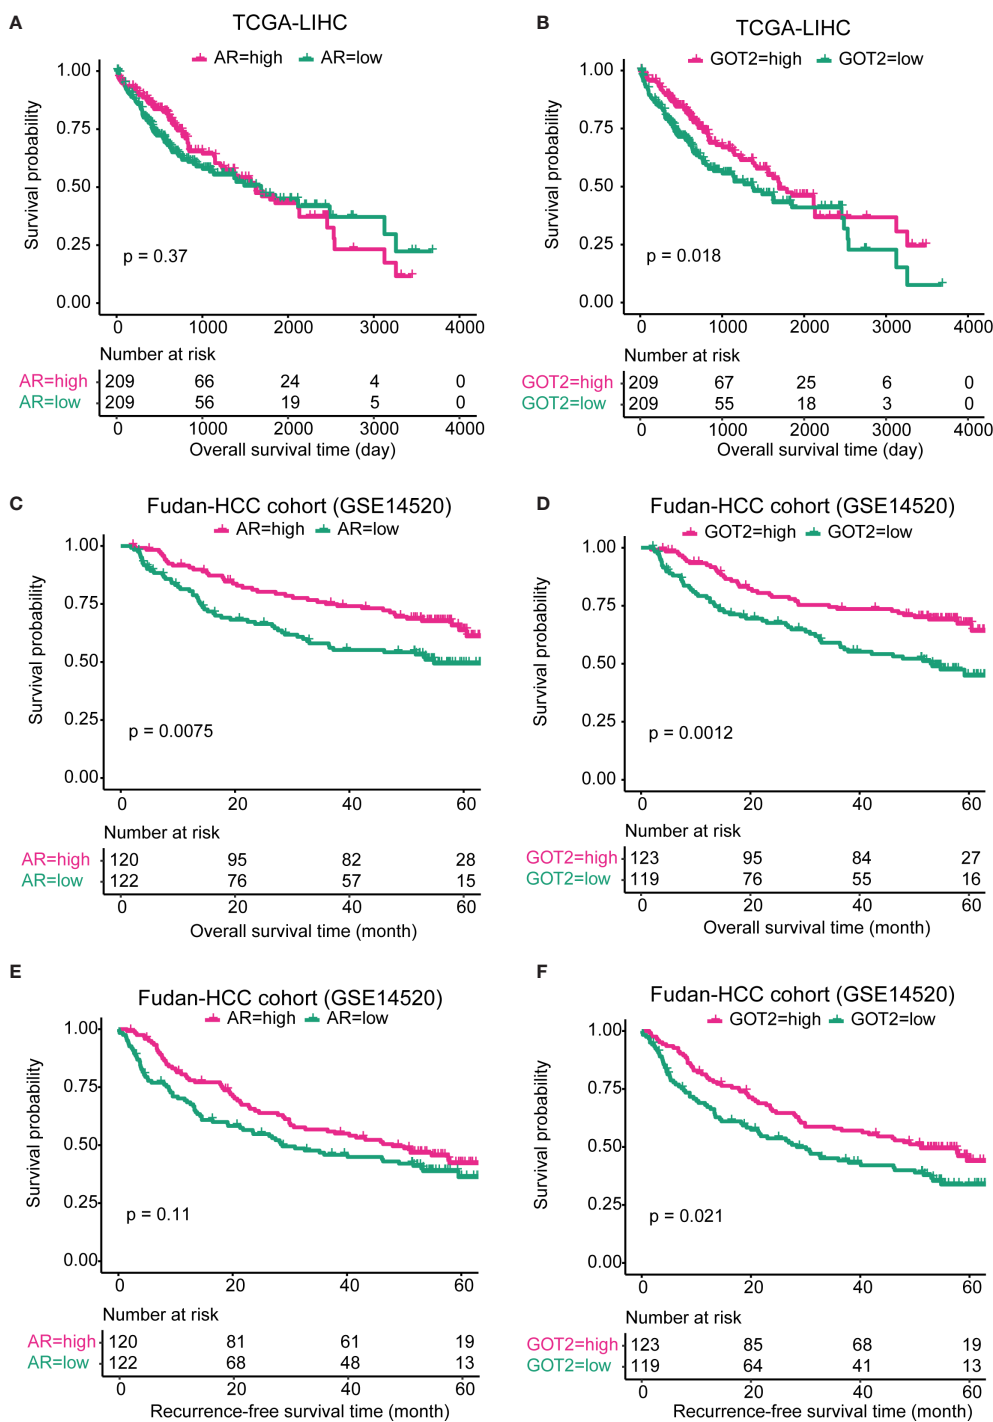 A
TCGA-LIHC
AR=high AR=low
Survival probability
1.00
0.75
0.50
0.25
0.00
p = 0.37
0 1000 2000 3000 4000
Number at risk
AR=high 209 66 24 4 0
AR=low 209 56 19 5 0
0 1000 2000 3000 4000
Overall survival time (day)
B
TCGA-LIHC
GOT2=high GOT2=low
Survival probability
1.00
0.75
0.50
0.25
0.00
p = 0.018
0 1000 2000 3000 4000
Number at risk
GOT2=high 209 67 25 6 0
GOT2=low 209 55 18 3 0
0 1000 2000 3000 4000
Overall survival time (day)
C
Fudan-HCC cohort (GSE14520)
AR=high AR=low
Survival probability
1.00
0.75
0.50
0.25
0.00
p = 0.0075
0 20 40 60
Number at risk
AR=high 120 95 82 28
AR=low 122 76 57 15
0 20 40 60
Overall survival time (month)
D
Fudan-HCC cohort (GSE14520)
GOT2=high GOT2=low
Survival probability
1.00
0.75
0.50
0.25
0.00
p = 0.0012
0 20 40 60
Number at risk
GOT2=high 123 95 84 27
GOT2=low 119 76 55 16
0 20 40 60
Overall survival time (month)
E
Fudan-HCC cohort (GSE14520)
AR=high AR=low
Survival probability
1.00
0.75
0.50
0.25
0.00
p = 0.11
0 20 40 60
Number at risk
AR=high 120 81 61 19
AR=low 122 68 48 13
0 20 40 60
Recurrence-free survival time (month)
F
Fudan-HCC cohort (GSE14520)
GOT2=high GOT2=low
Survival probability
1.00
0.75
0.50
0.25
0.00
p = 0.021
0 20 40 60
Number at risk
GOT2=high 123 85 68 19
GOT2=low 119 64 41 13
0 20 40 60
Recurrence-free survival time (month)